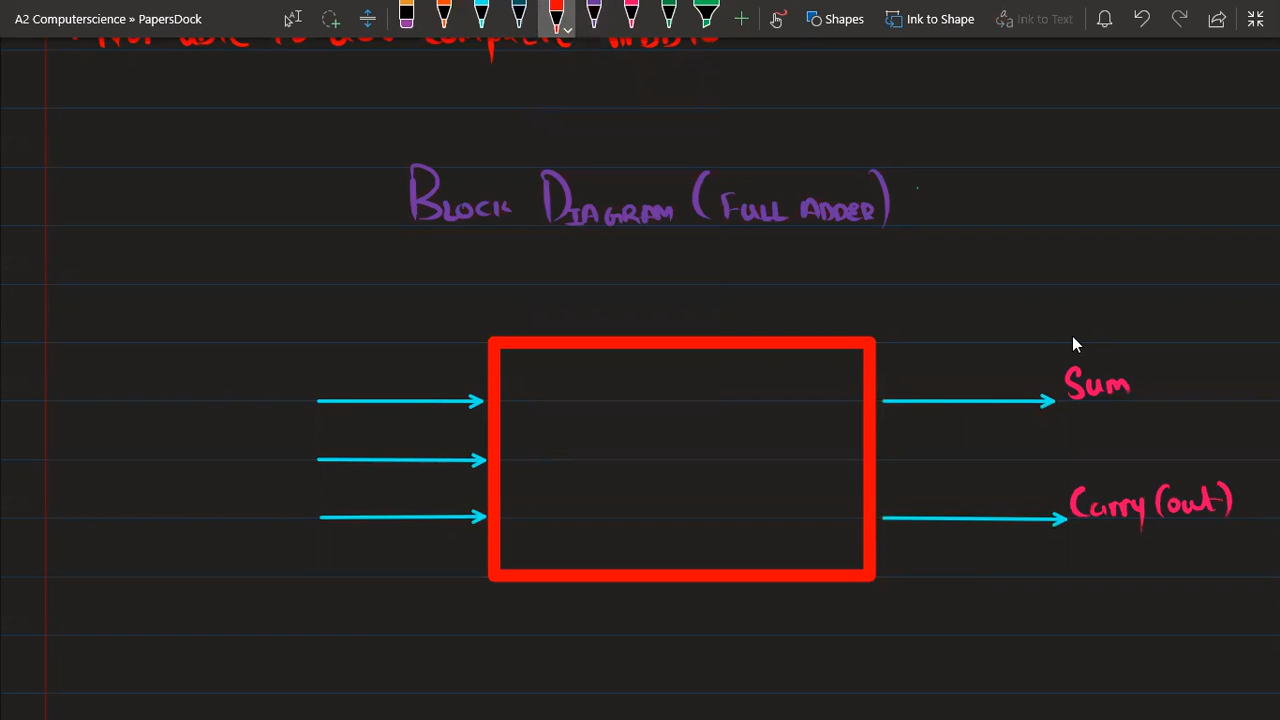 A2 Computerscience » PapersDock
Shapes
Ink to Shape
Ink to Text
BLOCK DIAGRAM (FULL ADDER)
Sum
Carry (out)